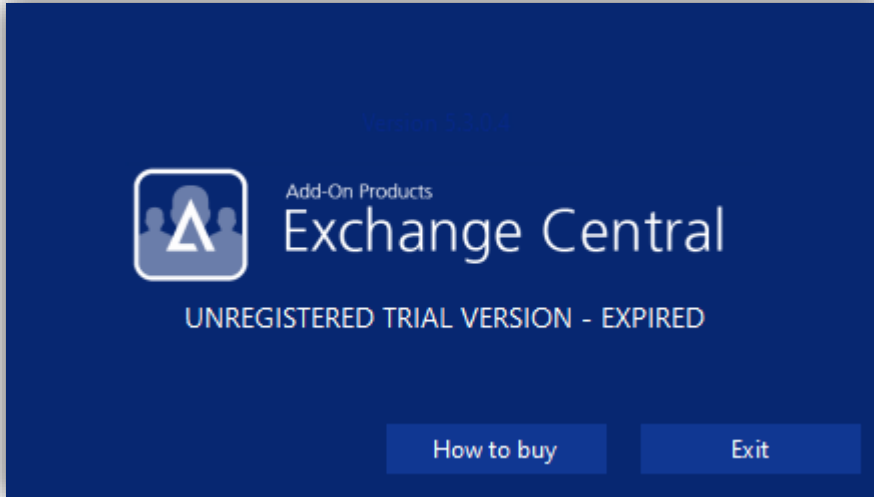 Add-On Products
Exchange Central
UNREGISTERED TRIAL VERSION - EXPIRED
How to buy
Exit